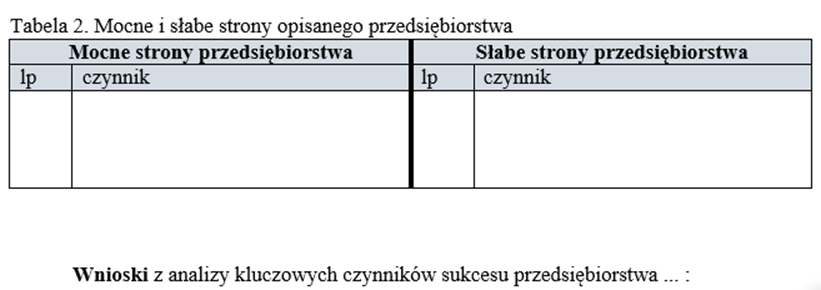 Tabela 2. Mocne i słabe strony opisanego przedsiębiorstwa
Mocne strony przedsiębiorstwa Słabe strony przedsiębiorstwa
lp czynnik lp czynnik
Wnioski z analizy kluczowych czynników sukcesu przedsiębiorstwa ... :